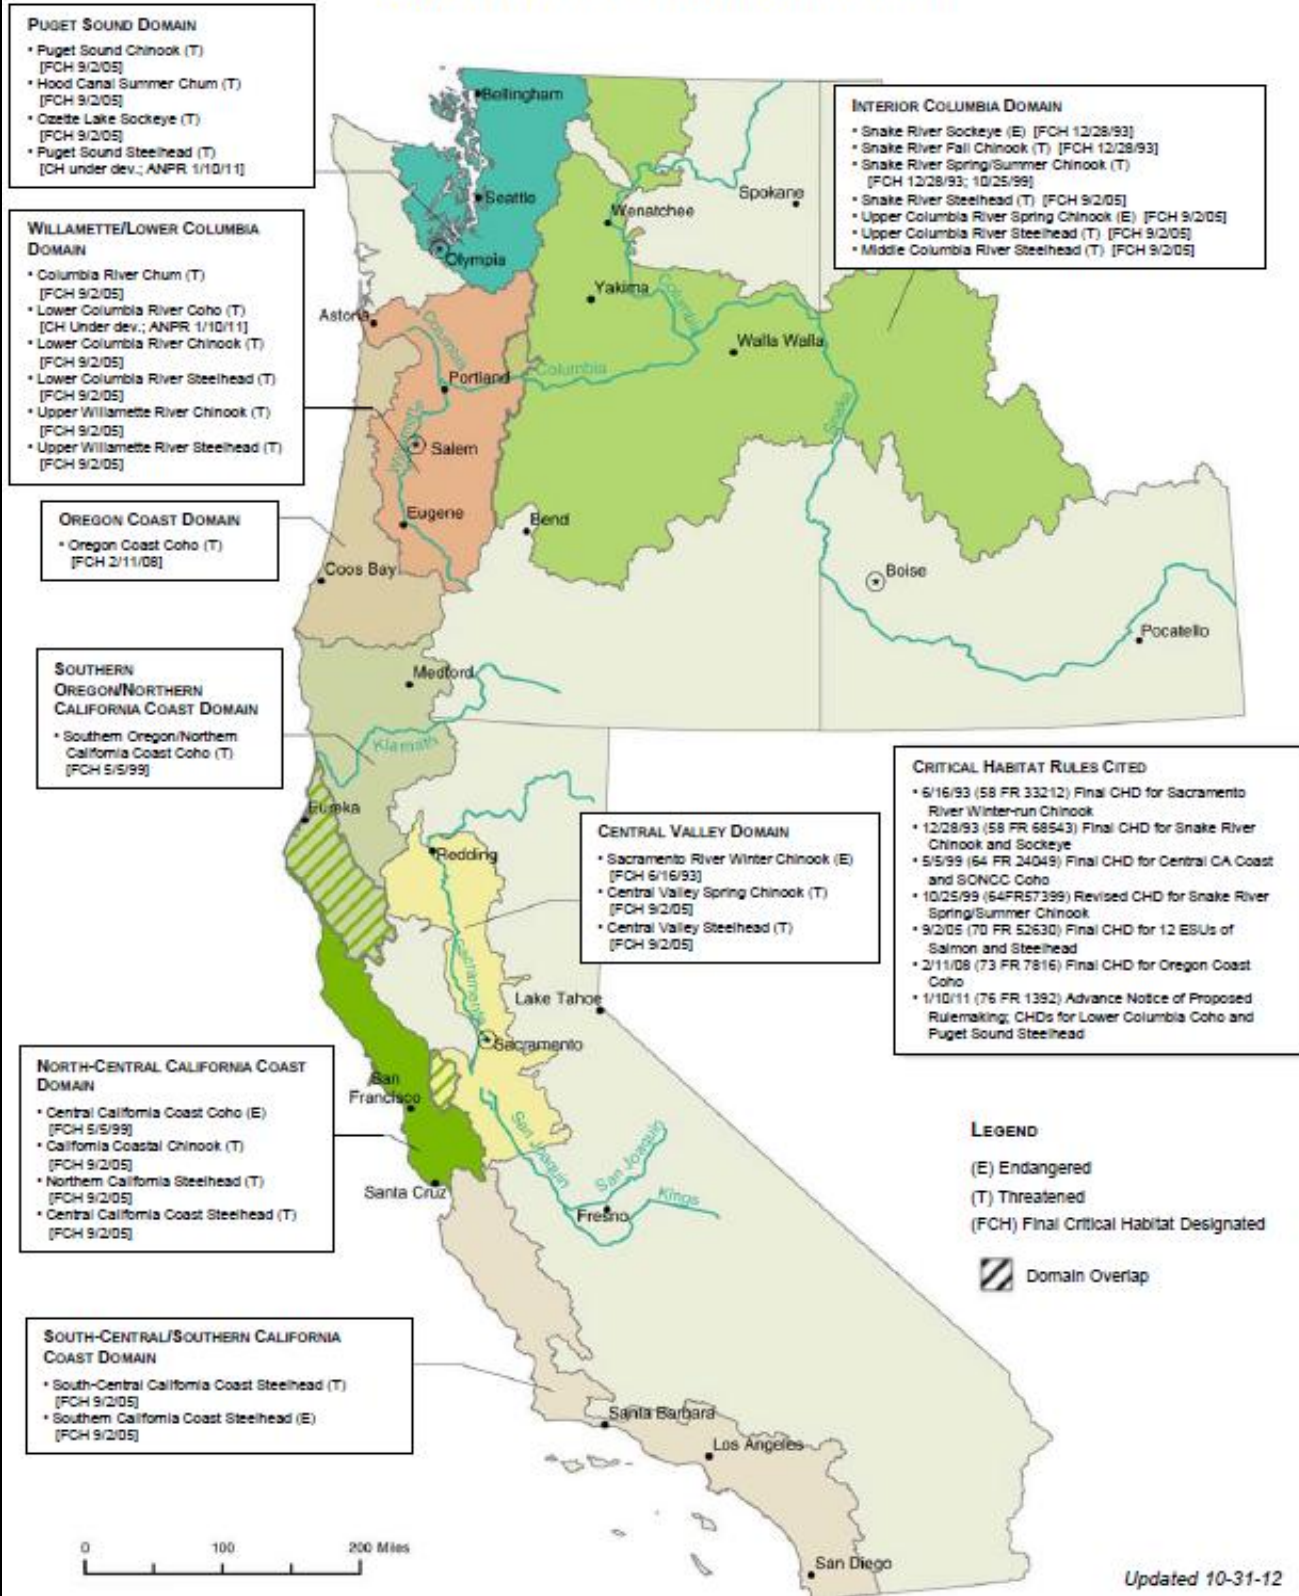 PUGET SOUND DOMAIN
• Puget Sound Chinook (T)
[FCH 9/2/05]
• Hood Canal Summer Chum (T)
[FCH 9/2/05]
• Ozette Lake Sockeye (T)
[FCH 9/2/05]
• Puget Sound Steelhead (T)
[CH under dev.; ANPR 1/10/11]
WILLAMETTE/LOWER COLUMBIA
DOMAIN
• Columbia River Chum (T)
[FCH 9/2/05]
• Lower Columbia River Coho (T)
[CH Under dev.; ANPR 1/10/11]
• Lower Columbia River Chinook (T)
[FCH 9/2/05]
• Lower Columbia River Steelhead (T)
[FCH 9/2/05]
• Upper Willamette River Chinook (T)
[FCH 9/2/05]
• Upper Willamette River Steelhead (T)
[FCH 9/2/05]
OREGON COAST DOMAIN
• Oregon Coast Coho (T)
[FCH 2/11/08]
SOUTHERN
OREGON/NORTHERN
CALIFORNIA COAST DOMAIN
• Southern Oregon/Northern
California Coast Coho (T)
[FCH 5/5/99]
NORTH-CENTRAL CALIFORNIA COAST
DOMAIN
• Central California Coast Coho (E)
[FCH 5/5/99]
• California Coastal Chinook (T)
[FCH 9/2/05]
• Northern California Steelhead (T)
[FCH 9/2/05]
• Central California Coast Steelhead (T)
[FCH 9/2/05]
SOUTH-CENTRAL/SOUTHERN CALIFORNIA
COAST DOMAIN
• South-Central California Coast Steelhead (T)
[FCH 9/2/05]
• Southern California Coast Steelhead (E)
[FCH 9/2/05]
INTERIOR COLUMBIA DOMAIN
• Snake River Sockeye (E) [FCH 12/28/93]
• Snake River Fall Chinook (T) [FCH 12/28/93]
• Snake River Spring/Summer Chinook (T)
[FCH 12/28/93; 10/25/99]
• Snake River Steelhead (T) [FCH 9/2/05]
• Upper Columbia River Spring Chinook (E) [FCH 9/2/05]
• Upper Columbia River Steelhead (T) [FCH 9/2/05]
• Middle Columbia River Steelhead (T) [FCH 9/2/05]
CENTRAL VALLEY DOMAIN
• Sacramento River Winter Chinook (E)
[FCH 6/16/93]
• Central Valley Spring Chinook (T)
[FCH 9/2/05]
• Central Valley Steelhead (T)
[FCH 9/2/05]
CRITICAL HABITAT RULES CITED
• 6/16/93 (58 FR 33212) Final CHD for Sacramento
River Winter-run Chinook
• 12/28/93 (58 FR 68543) Final CHD for Snake River
Chinook and Sockeye
• 5/5/99 (64 FR 24049) Final CHD for Central CA Coast
and SONCC Coho
• 10/25/99 (64FR57399) Revised CHD for Snake River
Spring/Summer Chinook
• 9/2/05 (70 FR 52630) Final CHD for 12 ESUs of
Salmon and Steelhead
• 2/11/08 (73 FR 7816) Final CHD for Oregon Coast
Coho
• 1/10/11 (76 FR 1392) Advance Notice of Proposed
Rulemaking; CHDs for Lower Columbia Coho and
Puget Sound Steelhead
LEGEND
(E) Endangered
(T) Threatened
(FCH) Final Critical Habitat Designated
Domain Overlap
Bellingham
Seattle
Olympia
Spokane
Wenatchee
Yakima
Walla Walla
Astoria
Columbia
Columbia
Columbia
Portland
Salem
Snake
Eugene
Bend
Coos Bay
Boise
Pocatello
Medford
Klamath
Eureka
Redding
Sacramento
Lake Tahoe
Sacramento
San
Francisco
San Joaquin
San Joaquin
Kings
Fresno
Santa Cruz
Santa Barbara
Los Angeles
San Diego
0 100 200 Miles
Updated 10-31-12